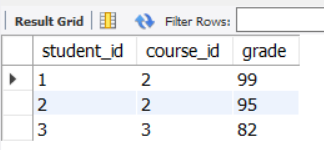 Result Grid Filter Rows:
student_id course_id grade
1 2 99
2 2 95
3 3 82